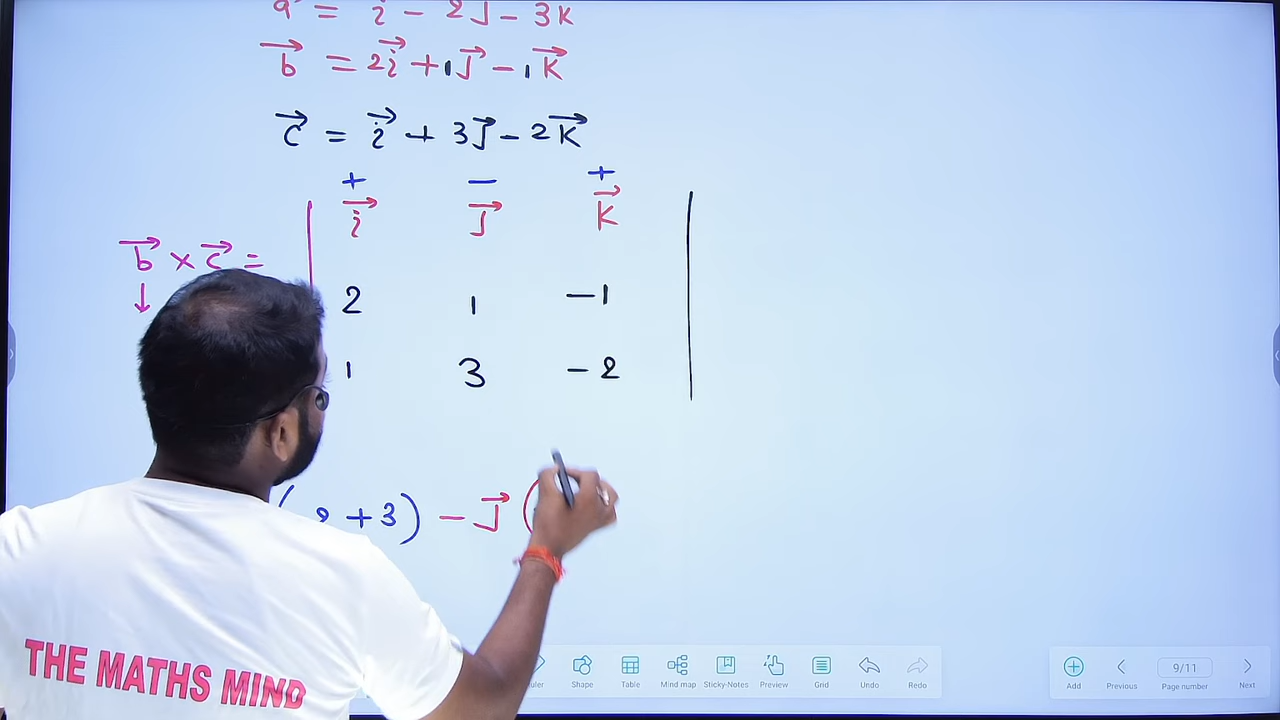 a⃗ = i⃗ - 2J - 3K
b⃗ = 2i⃗ + 1J⃗ - 1K⃗
c⃗ = i⃗ + 3J⃗ - 2K⃗
+ − +
i⃗ J⃗ K⃗
b⃗ × c⃗ =
↓
2 1 -1
1 3 -2
( 2 + 3) - J⃗ (
THE MATHS MIND
Shape Table Mind map Sticky-Notes Preview Grid Undo Redo
Add Previous 9/11 Page number Next